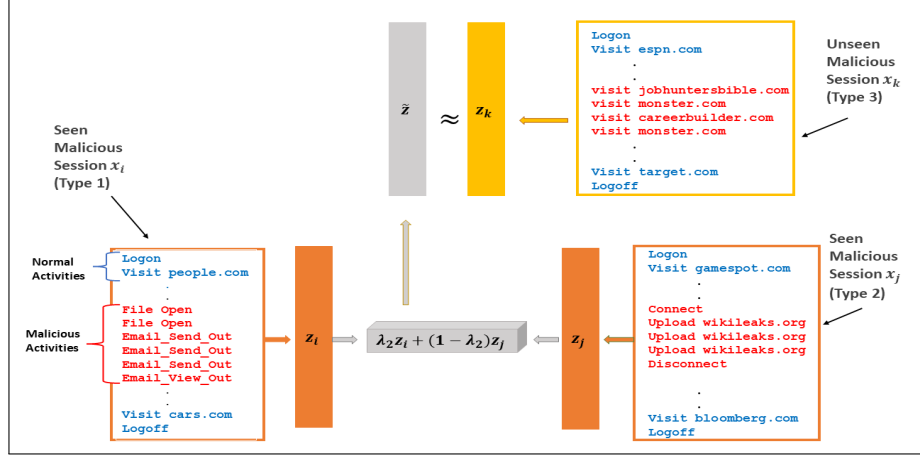 Logon
Visit espn.com
.
.
visit jobhuntersbible.com
visit monster.com
visit careerbuilder.com
visit monster.com
.
.
Visit target.com
Logoff
Unseen
Malicious
Session x_k
(Type 3)
z̃ ≈ z_k
Seen
Malicious
Session x_i
(Type 1)
Normal
Activities
Malicious
Activities
Logon
Visit people.com
.
.
File Open
File Open
Email_Send_Out
Email_Send_Out
Email_Send_Out
Email_View_Out
.
.
Visit cars.com
Logoff
z_i
λ_2 z_i + (1 − λ_2) z_j
z_j
Logon
Visit gamespot.com
.
.
Connect
Upload wikileaks.org
Upload wikileaks.org
Upload wikileaks.org
Disconnect
.
.
Visit bloomberg.com
Logoff
Seen
Malicious
Session x_j
(Type 2)